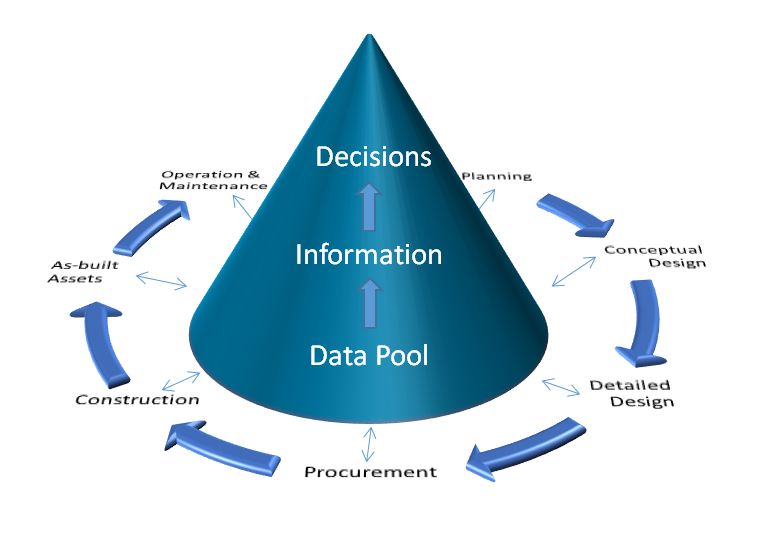 Decisions
Information
Data Pool
Planning
Conceptual
Design
Detailed
Design
Procurement
Construction
As-built
Assets
Operation &
Maintenance